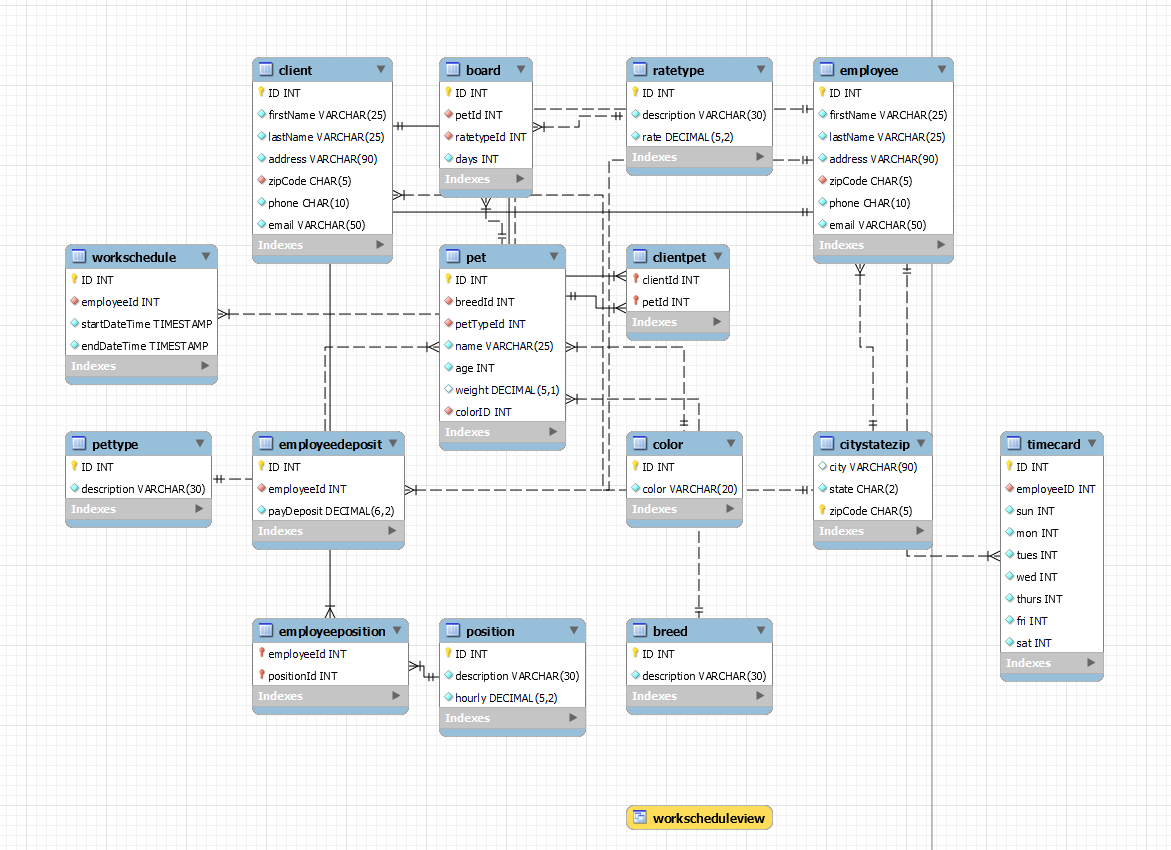 client
ID INT
firstName VARCHAR(25)
lastName VARCHAR(25)
address VARCHAR(90)
zipCode CHAR(5)
phone CHAR(10)
email VARCHAR(50)
Indexes
board
ID INT
petId INT
ratetypeId INT
days INT
Indexes
ratetype
ID INT
description VARCHAR(30)
rate DECIMAL(5,2)
Indexes
employee
ID INT
firstName VARCHAR(25)
lastName VARCHAR(25)
address VARCHAR(90)
zipCode CHAR(5)
phone CHAR(10)
email VARCHAR(50)
Indexes
workschedule
ID INT
employeeId INT
startDateTime TIMESTAMP
endDateTime TIMESTAMP
Indexes
pet
ID INT
breedId INT
petTypeId INT
name VARCHAR(25)
age INT
weight DECIMAL(5,1)
colorID INT
Indexes
clientpet
clientId INT
petId INT
Indexes
pettype
ID INT
description VARCHAR(30)
Indexes
employeedeposit
ID INT
employeeId INT
payDeposit DECIMAL(6,2)
Indexes
color
ID INT
color VARCHAR(20)
Indexes
citystatezip
city VARCHAR(90)
state CHAR(2)
zipCode CHAR(5)
Indexes
timecard
ID INT
employeeID INT
sun INT
mon INT
tues INT
wed INT
thurs INT
fri INT
sat INT
Indexes
employeeposition
employeeId INT
positionId INT
Indexes
position
ID INT
description VARCHAR(30)
hourly DECIMAL(5,2)
Indexes
breed
ID INT
description VARCHAR(30)
Indexes
workscheduleview